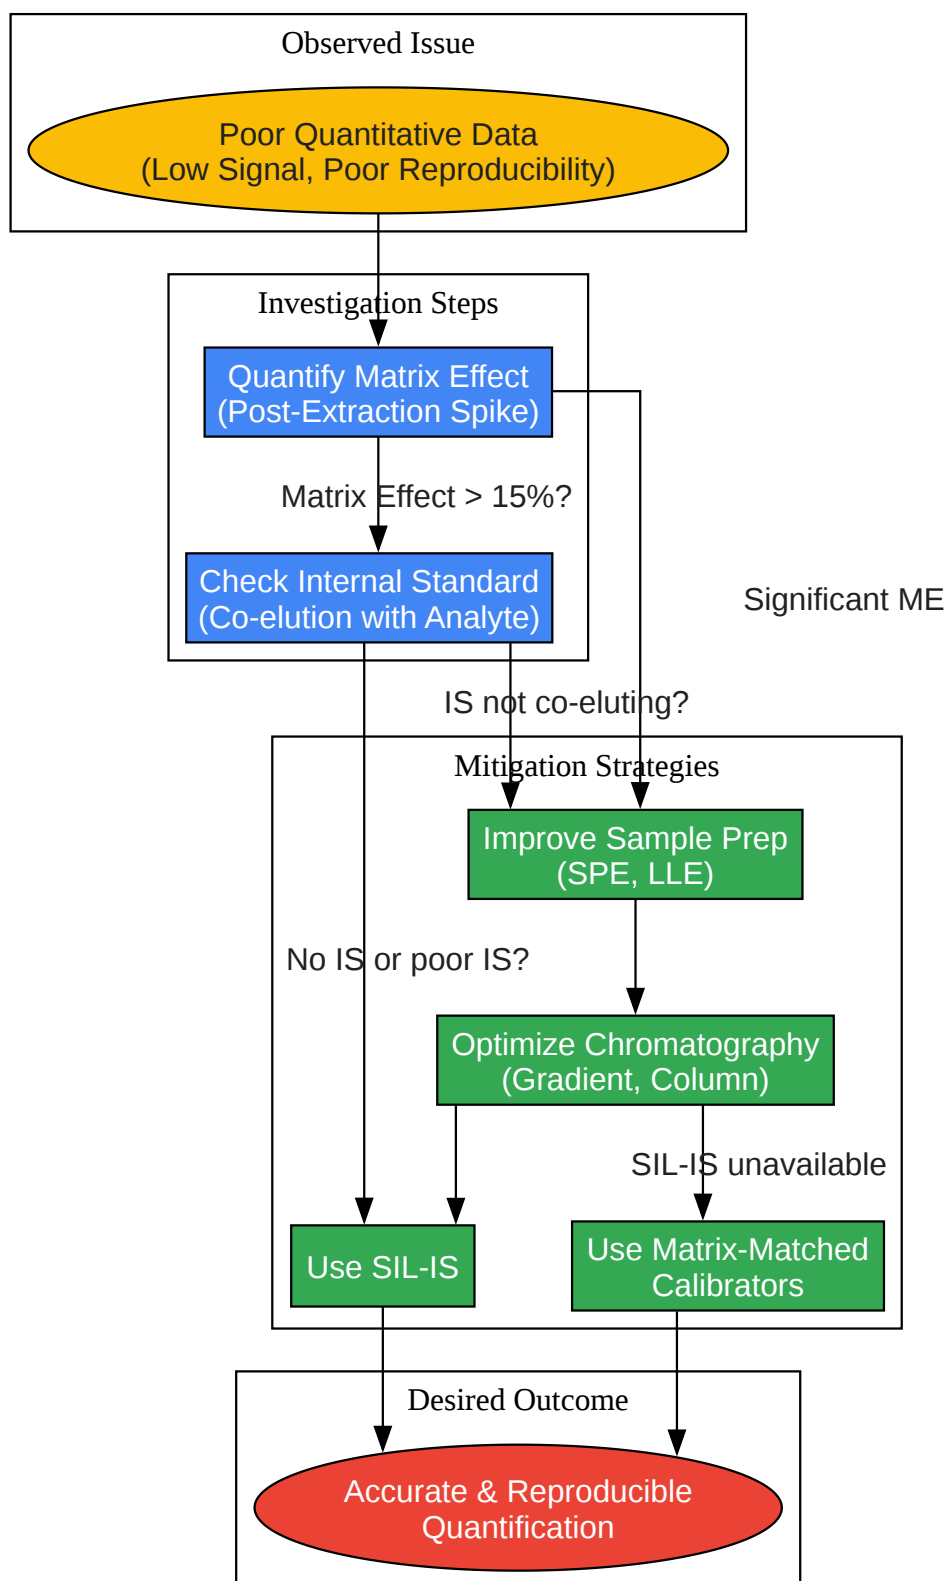 Observed Issue
Poor Quantitative Data
(Low Signal, Poor Reproducibility)
Investigation Steps
Quantify Matrix Effect
(Post-Extraction Spike)
Matrix Effect > 15%?
Check Internal Standard
(Co-elution with Analyte)
Significant ME
IS not co-eluting?
Mitigation Strategies
Improve Sample Prep
(SPE, LLE)
No IS or poor IS?
Optimize Chromatography
(Gradient, Column)
SIL-IS unavailable
Use SIL-IS
Use Matrix-Matched
Calibrators
Desired Outcome
Accurate & Reproducible
Quantification